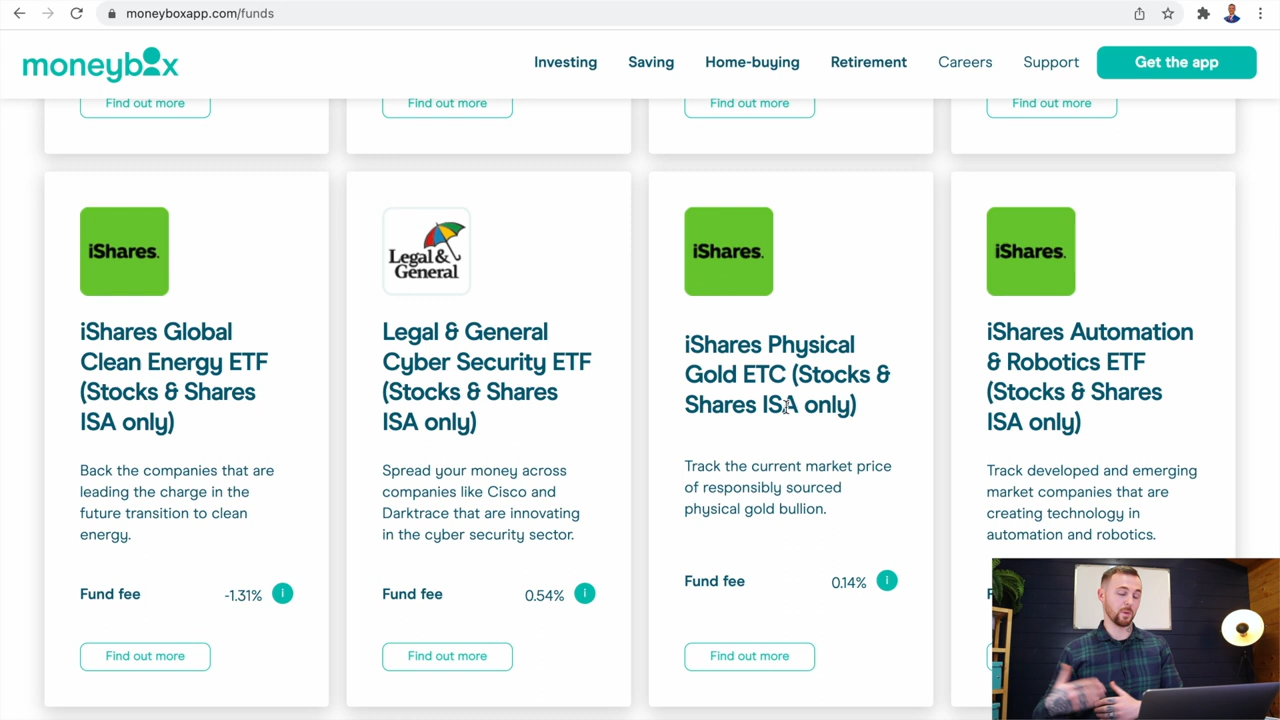 moneyboxapp.com/funds
moneybox
Investing
Saving
Home-buying
Retirement
Careers
Support
Get the app
Find out more
Find out more
Find out more
Find out more
iShares.
iShares Global
Clean Energy ETF
(Stocks & Shares
ISA only)
Back the companies that are
leading the charge in the
future transition to clean
energy.
Fund fee -1.31% i
Find out more
Legal &
General
Legal & General
Cyber Security ETF
(Stocks & Shares
ISA only)
Spread your money across
companies like Cisco and
Darktrace that are innovating
in the cyber security sector.
Fund fee 0.54% i
Find out more
iShares.
iShares Physical
Gold ETC (Stocks &
Shares ISA only)
Track the current market price
of responsibly sourced
physical gold bullion.
Fund fee 0.14% i
Find out more
iShares.
iShares Automation
& Robotics ETF
(Stocks & Shares
ISA only)
Track developed and emerging
market companies that are
creating technology in
automation and robotics.